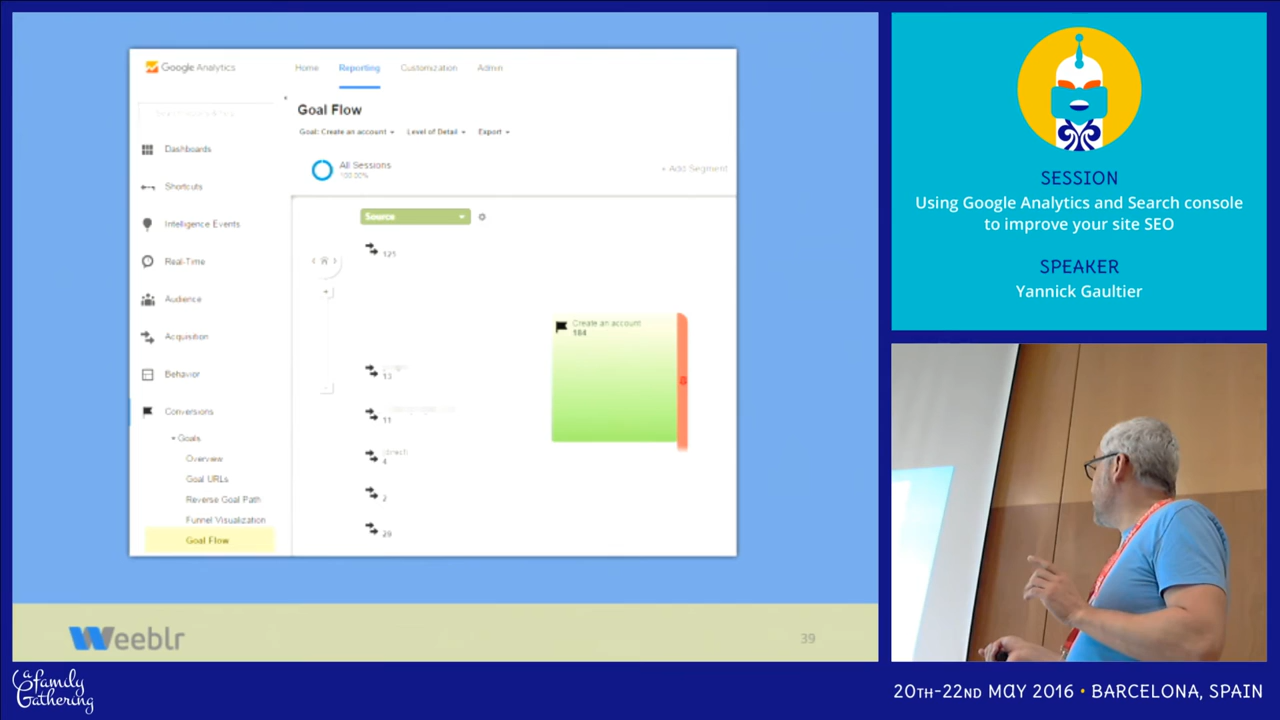 Google Analytics
Home Reporting Customization Admin
Goal Flow
Goal: Create an account Level of Detail Export
All Sessions
100.00%
+ Add Segment
Dashboards
Shortcuts
Intelligence Events
Real-Time
Audience
Acquisition
Behavior
Conversions
Goals
Overview
Goal URLs
Reverse Goal Path
Funnel Visualization
Goal Flow
Source
121
13
11
(direct)
4
2
29
Create an account
184
Weeblr
39
SESSION
Using Google Analytics and Search console
to improve your site SEO
SPEAKER
Yannick Gaultier
a family
Gathering
20TH-22ND MAY 2016 • BARCELONA, SPAIN